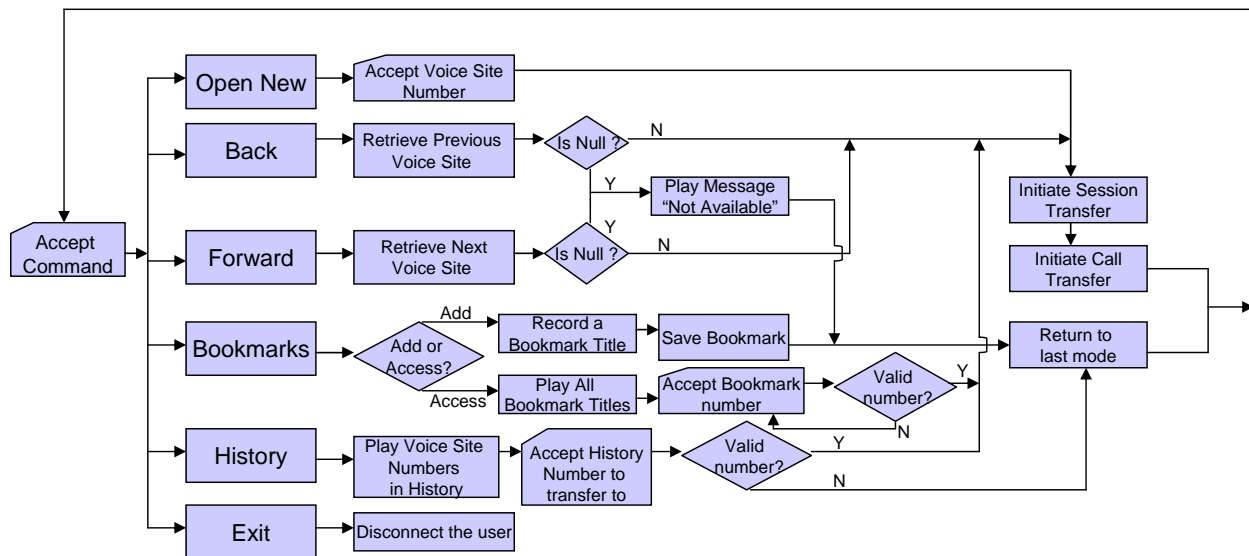 Open New
Accept Voice Site
Number
Back
Retrieve Previous
Voice Site
Is Null ?
N
Y
Play Message
“Not Available”
Initiate Session
Transfer
Accept
Command
Forward
Retrieve Next
Voice Site
Y
Is Null ?
N
Initiate Call
Transfer
Bookmarks
Add or
Access?
Add
Record a
Bookmark Title
Save Bookmark
Return to
last mode
Access
Play All
Bookmark Titles
Accept Bookmark
number
Valid
number?
Y
N
History
Play Voice Site
Numbers
in History
Accept History
Number to
transfer to
Valid
number?
Y
N
Exit
Disconnect the user